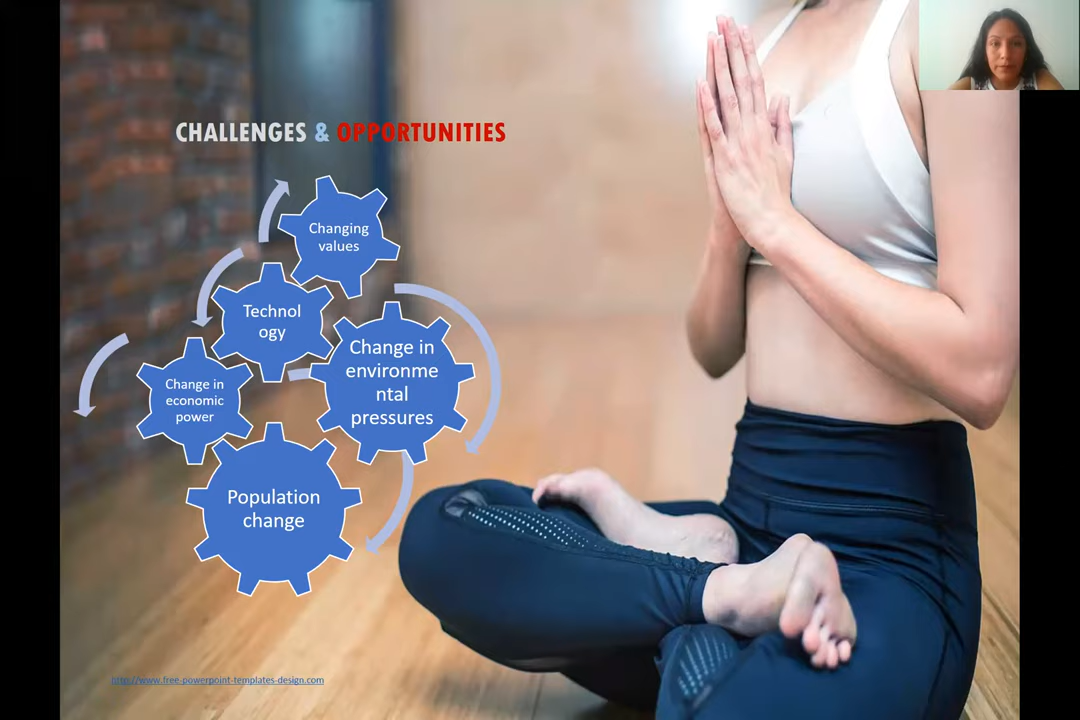 CHALLENGES & OPPORTUNITIES
Changing
values
Technol
ogy
Change in
environme
ntal
pressures
Change in
economic
power
Population
change
http://www.free-powerpoint-templates-design.com